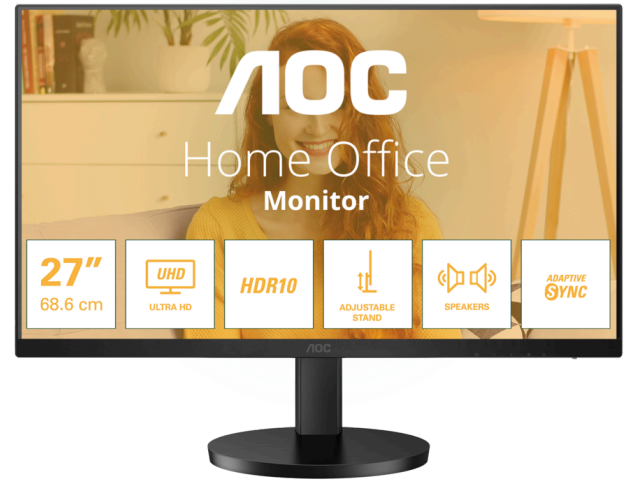 AOC
Home Office
Monitor
27"
68.6 cm
UHD
ULTRA HD
HDR10
ADJUSTABLE
STAND
SPEAKERS
ADAPTIVE
SYNC
AOC